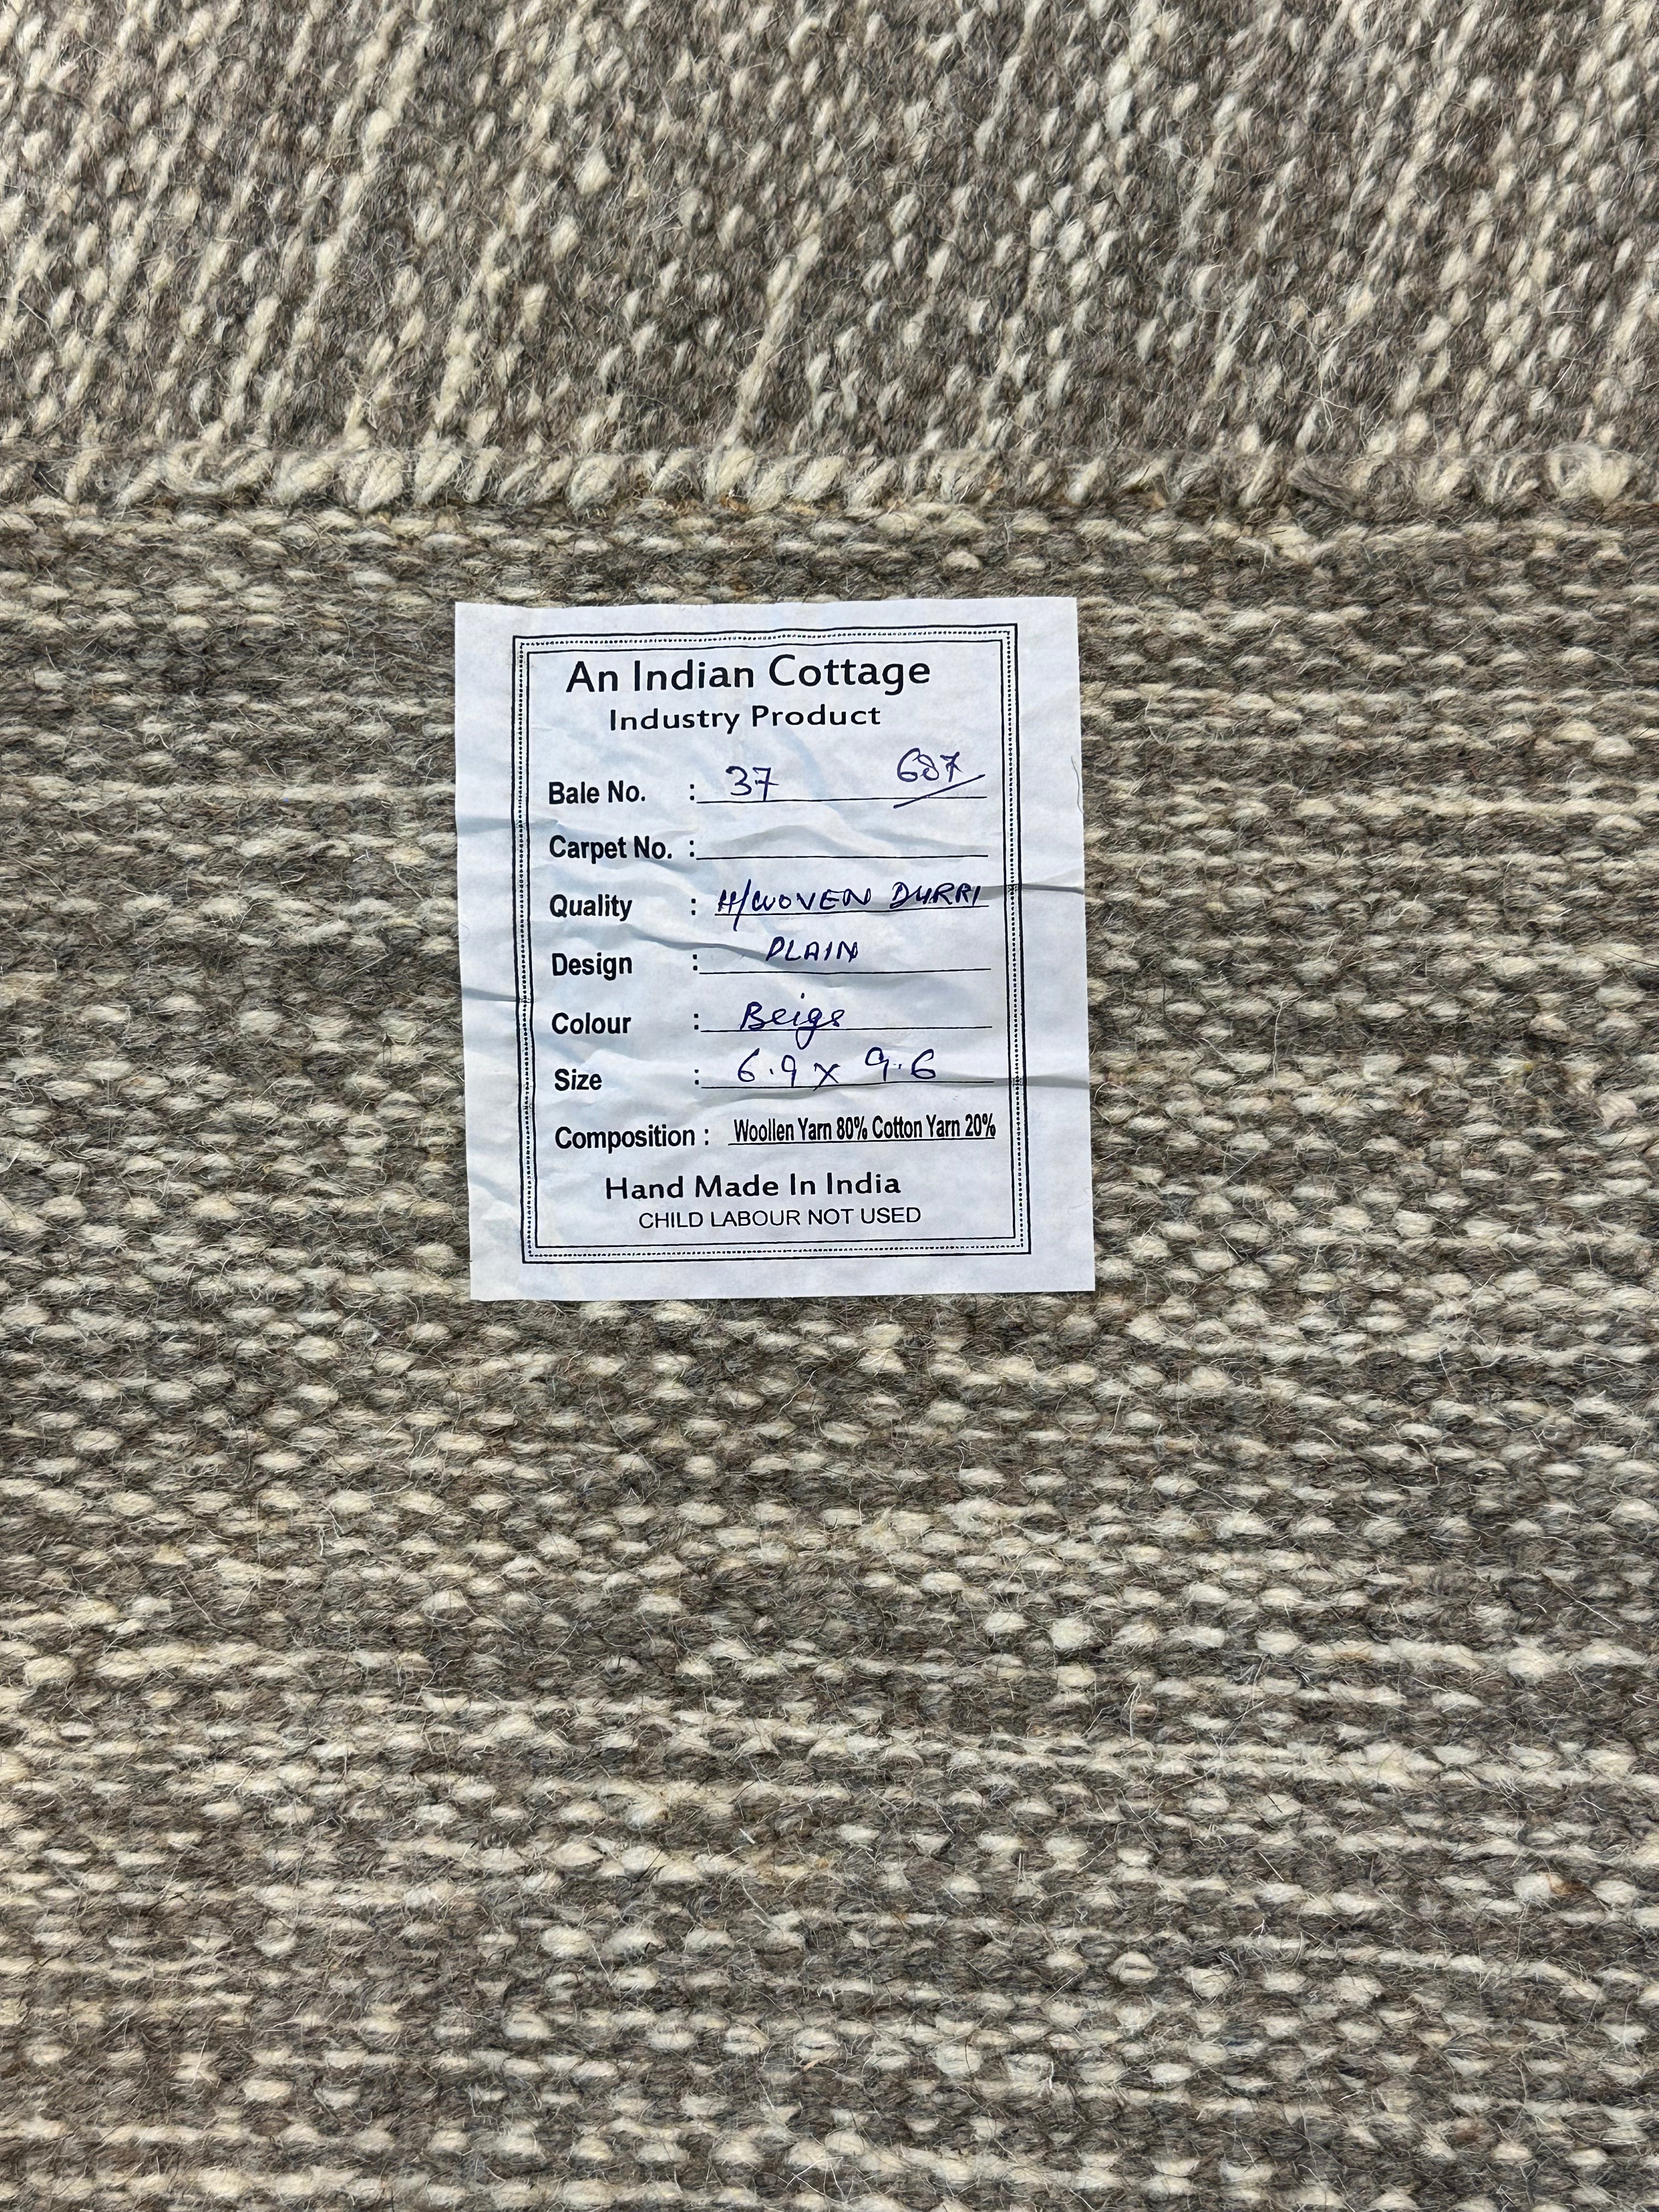 An Indian Cottage
Industry Product
Bale No. : 37 687
Carpet No. :
Quality : H/WOVEN DURRI
Design : PLAIN
Colour : Beige
Size : 6.9 x 9.6
Composition : Woollen Yarn 80% Cotton Yarn 20%
Hand Made In India
CHILD LABOUR NOT USED